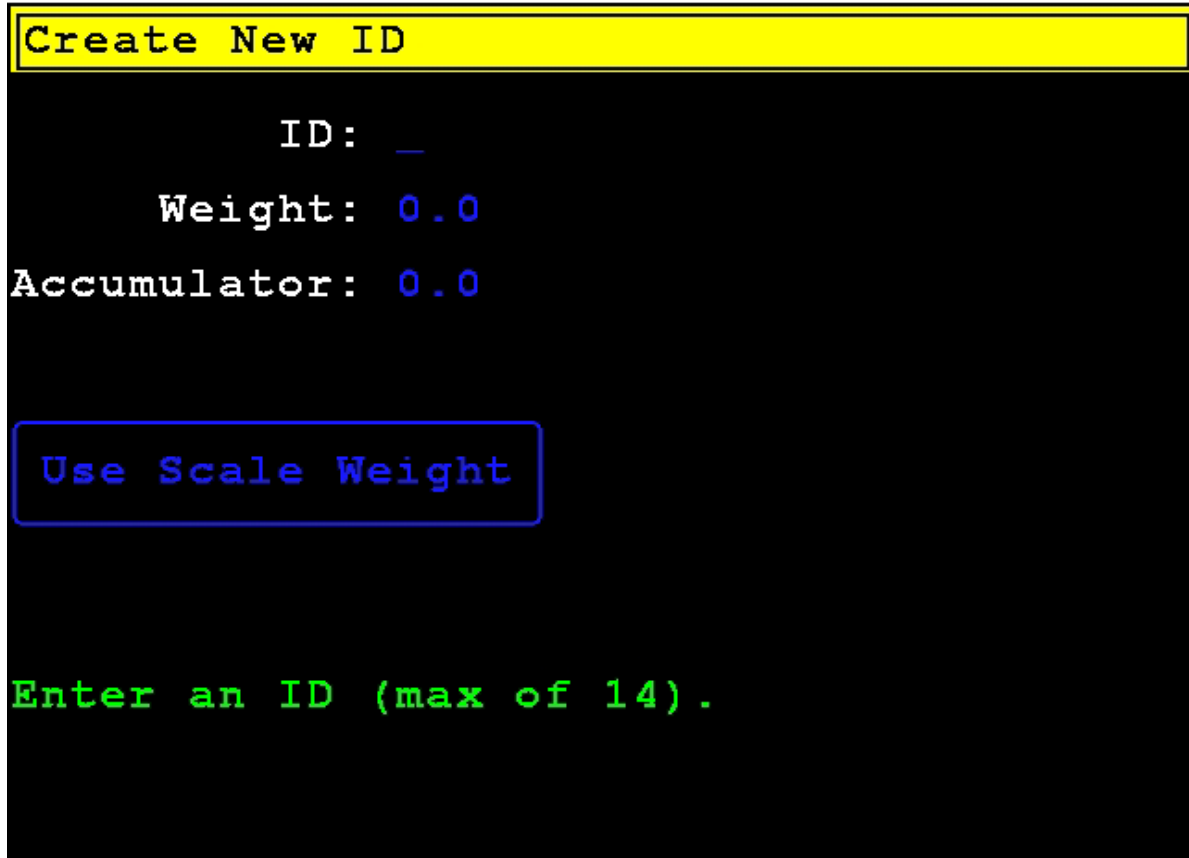 Create New ID
ID: _
Weight: 0.0
Accumulator: 0.0
Use Scale Weight
Enter an ID (max of 14).